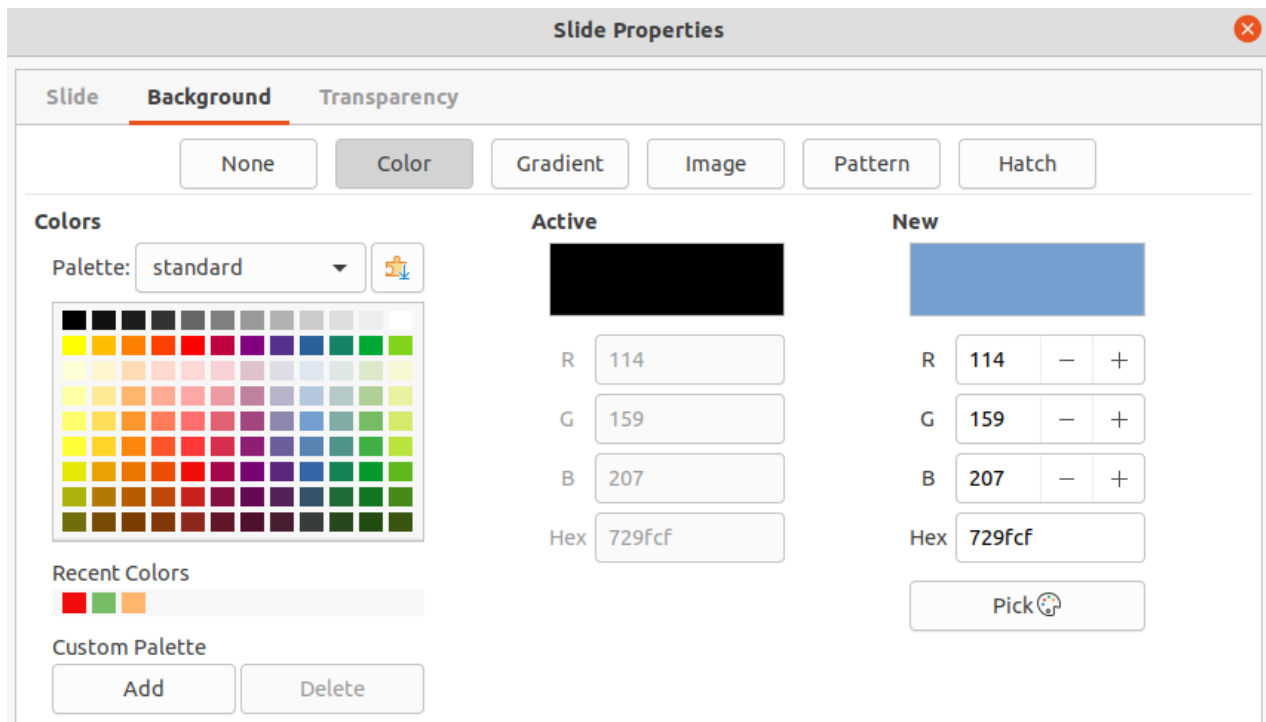 Slide Properties
Slide Background Transparency
None Color Gradient Image Pattern Hatch
Colors
Palette: standard
Recent Colors
Custom Palette
Add Delete
Active
R 114
G 159
B 207
Hex 729fcf
New
R 114 − +
G 159 − +
B 207 − +
Hex 729fcf
Pick